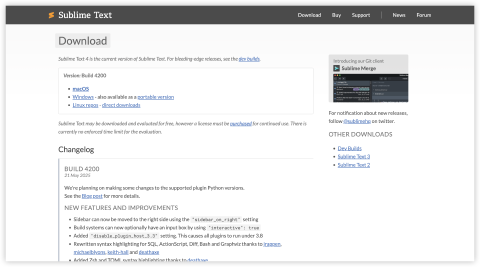 Sublime Text
Download Buy Support News Forum
Download
Sublime Text 4 is the current version of Sublime Text. For bleeding-edge releases, see the dev builds.
Version: Build 4200
macOS
Windows - also available as a portable version
Linux repos - direct downloads
Sublime Text may be downloaded and evaluated for free, however a license must be purchased for continued use. There is
currently no enforced time limit for the evaluation.
Changelog
BUILD 4200
21 May 2025
We're planning on making some changes to the supported plugin Python versions.
See the Blog post for more details.
NEW FEATURES AND IMPROVEMENTS
Sidebar can now be moved to the right side using the "sidebar_on_right" setting
Build systems can now optionally have an input box by using "interactive": true
Added "disable_plugin_host_3.3" setting. This causes all plugins to run under 3.8
Rewritten syntax highlighting for SQL, ActionScript, Diff, Bash and Graphviz thanks to
michaelblyons, keith-hall and deathaxe
Added Zsh and TOML syntax highlighting thanks to deathaxe
Introducing our Git client
Sublime Merge
For notification about new releases,
follow @sublimehq on twitter.
OTHER DOWNLOADS
Dev Builds
Sublime Text 3
Sublime Text 2